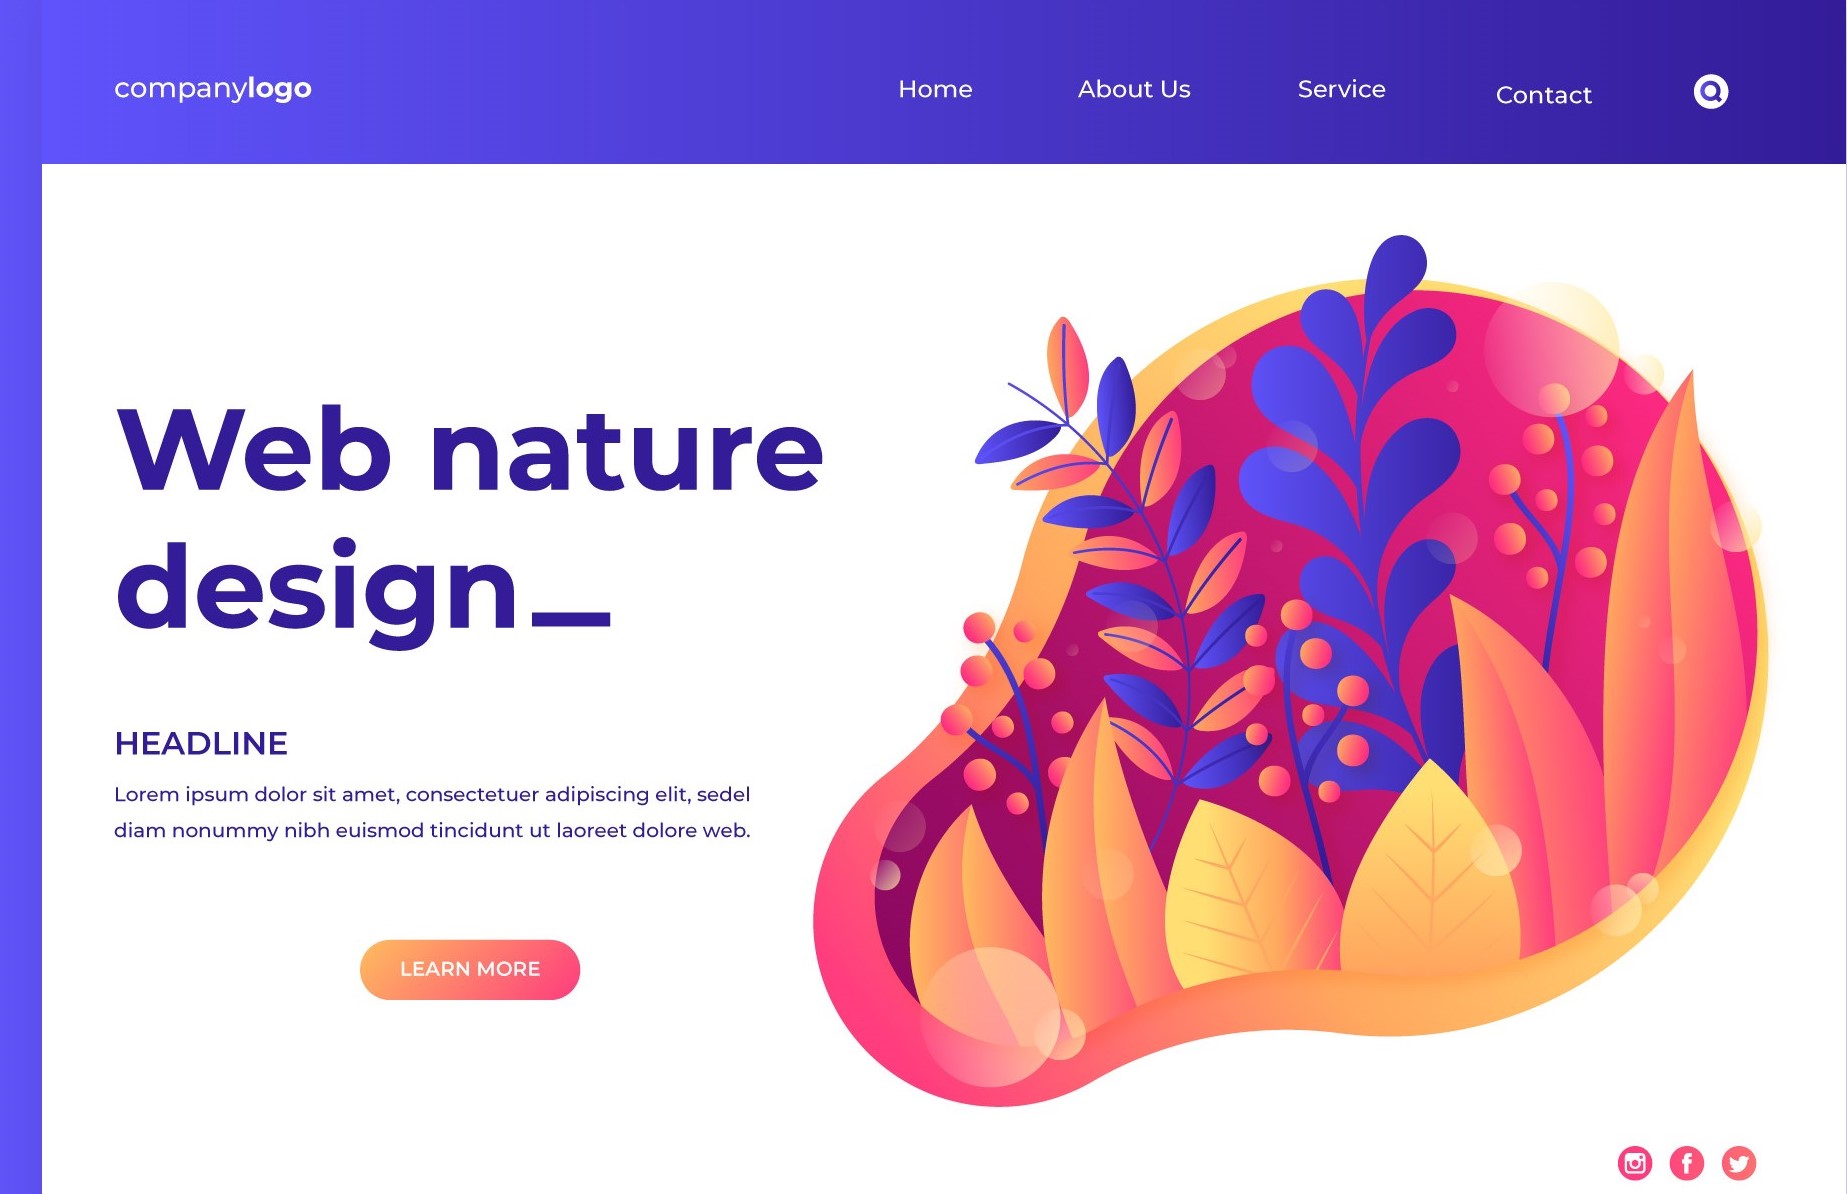 companylogo
Home About Us Service Contact
Web nature
design_
HEADLINE
Lorem ipsum dolor sit amet, consectetuer adipiscing elit, sedel
diam nonummy nibh euismod tincidunt ut laoreet dolore web.
LEARN MORE